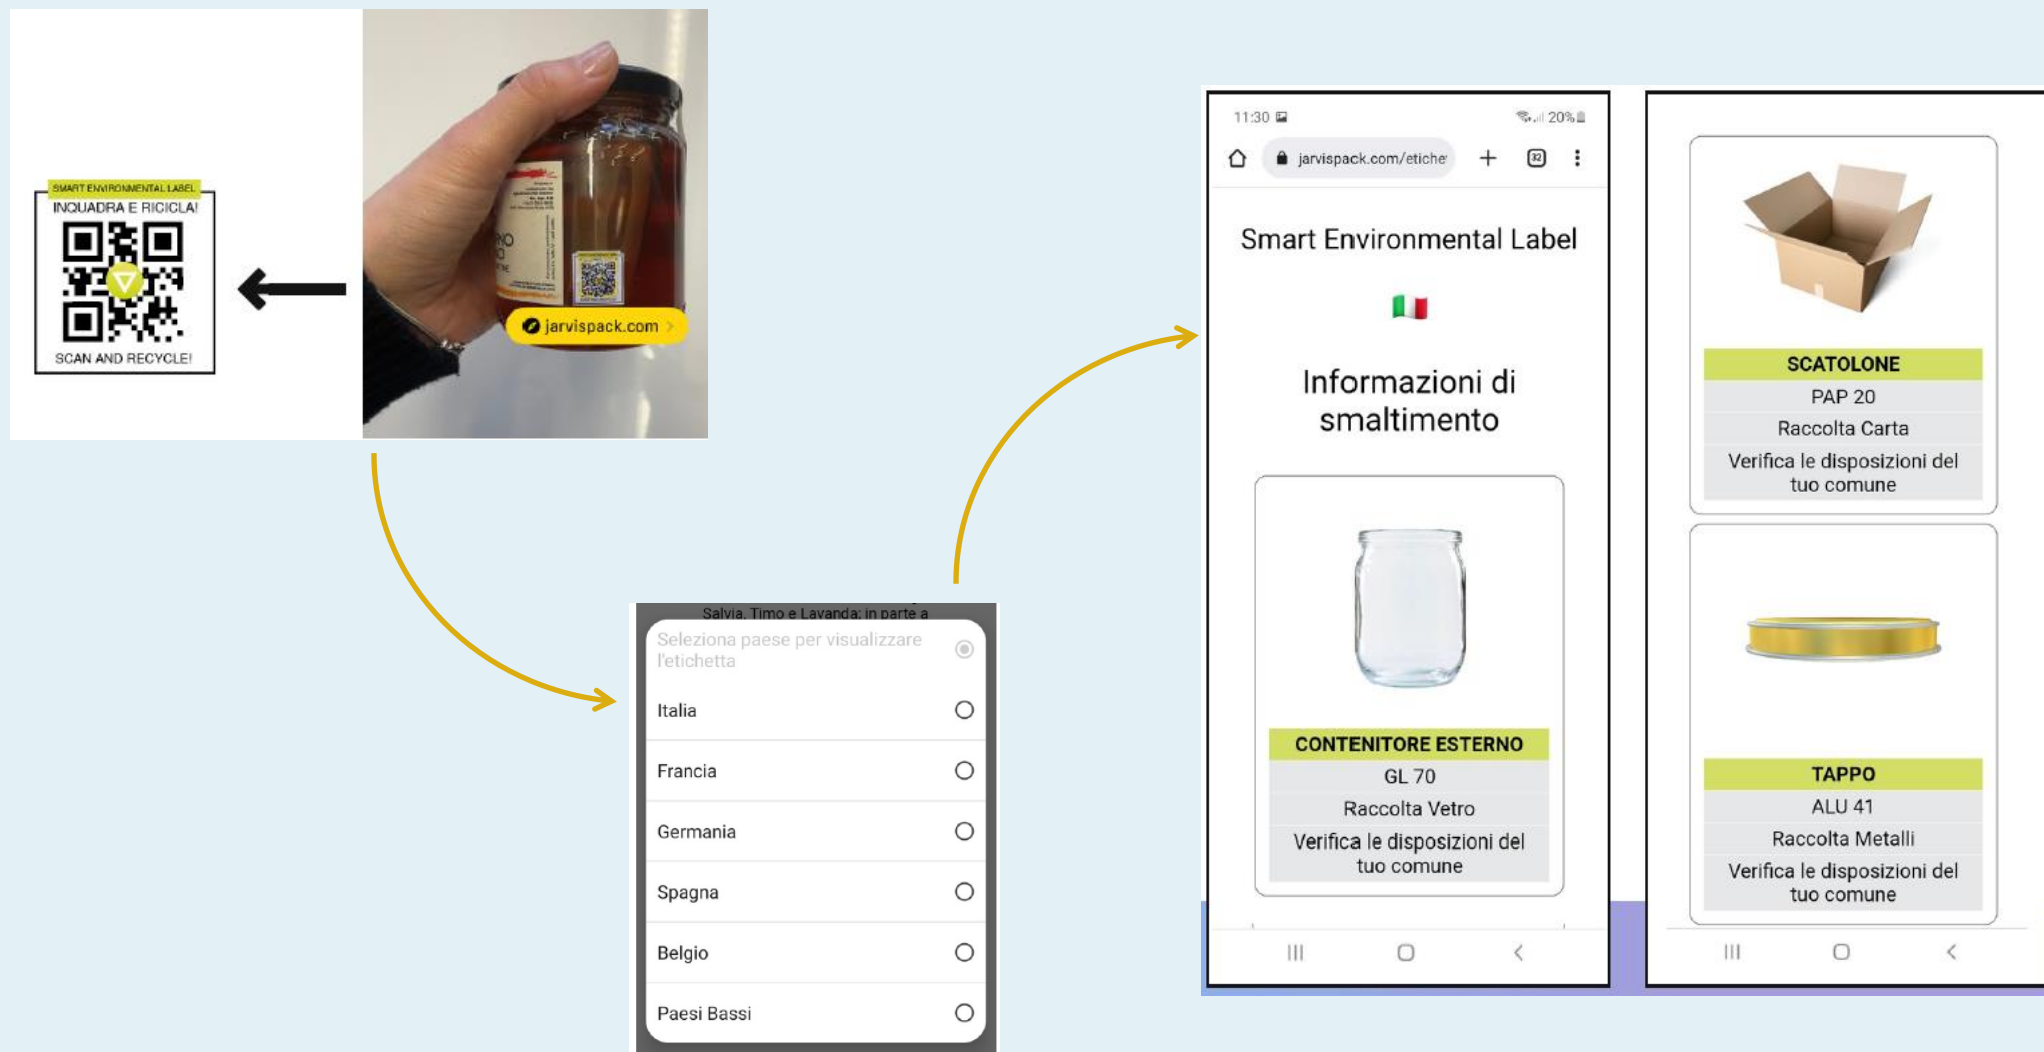 SMART ENVIRONMENTAL LABEL
INQUADRA E RICICLA!
SCAN AND RECYCLE!
jarvispack.com
Salvia, Timo e Lavanda; in parte a
Seleziona paese per visualizzare
l'etichetta
Italia
Francia
Germania
Spagna
Belgio
Paesi Bassi
11:30
20%
jarvispack.com/etiche
32
Smart Environmental Label
Informazioni di
smaltimento
CONTENITORE ESTERNO
GL 70
Raccolta Vetro
Verifica le disposizioni del
tuo comune
SCATOLONE
PAP 20
Raccolta Carta
Verifica le disposizioni del
tuo comune
TAPPO
ALU 41
Raccolta Metalli
Verifica le disposizioni del
tuo comune